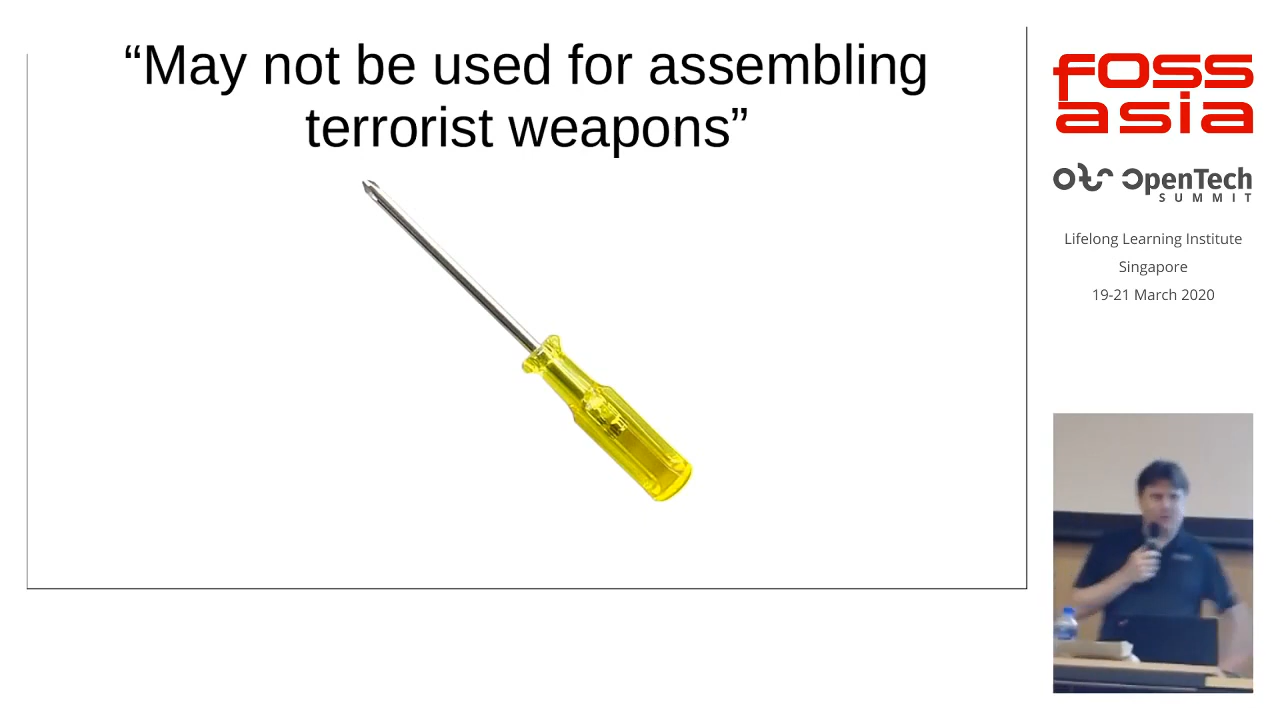 “May not be used for assembling
terrorist weapons”
foss
asia
OpenTech
SUMMIT
Lifelong Learning Institute
Singapore
19-21 March 2020